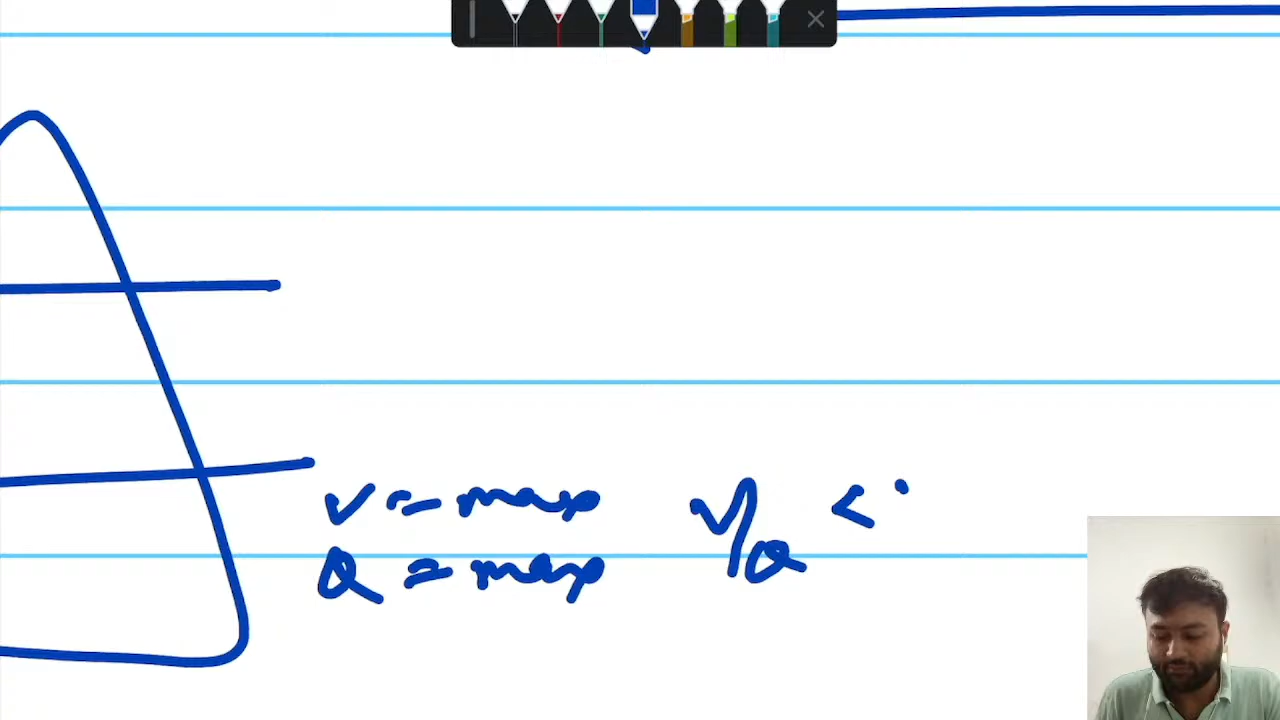 V = max V/Q <
Q = max